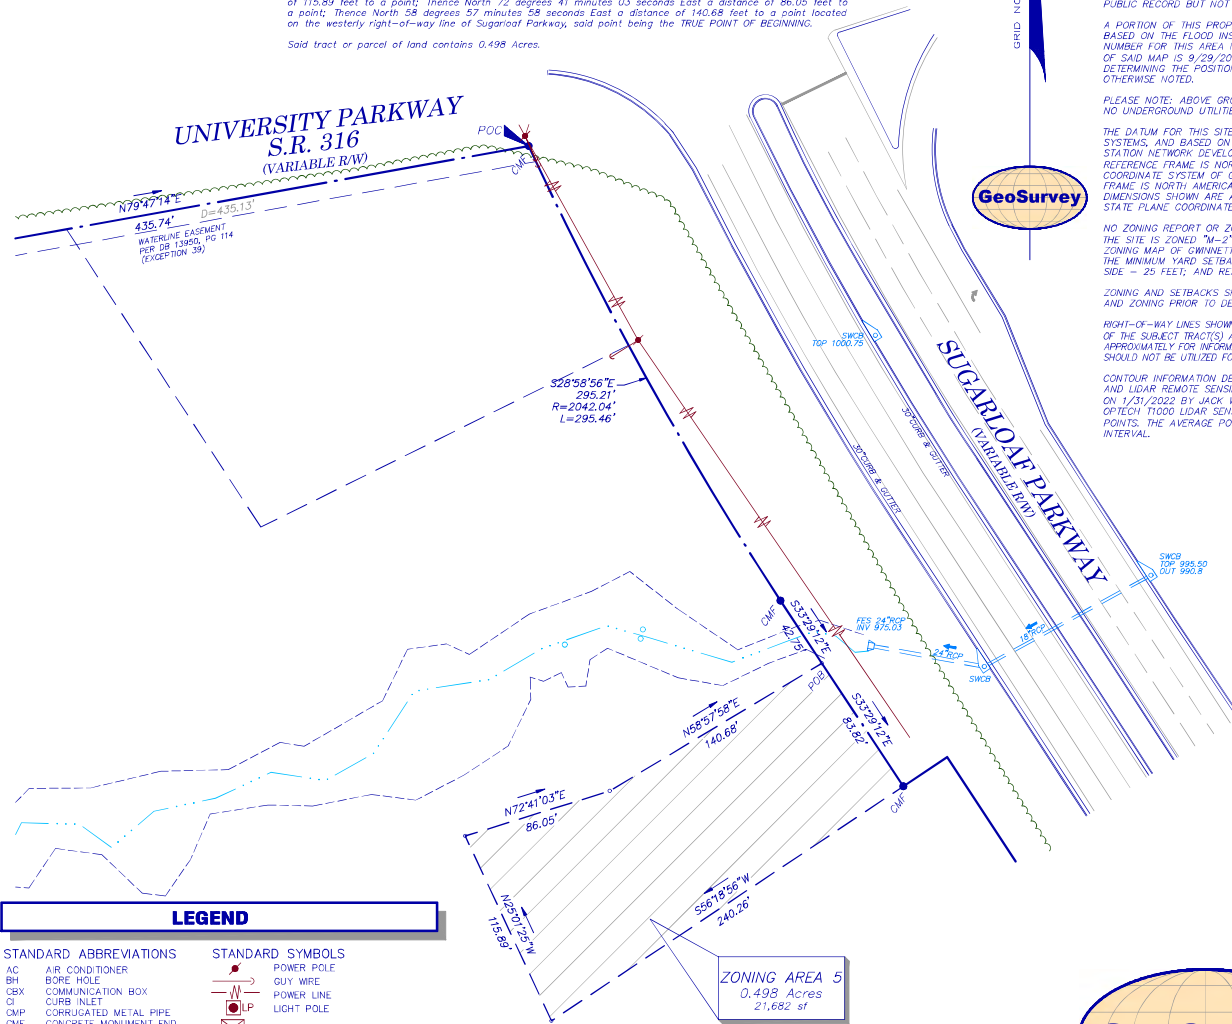 of 115.89 feet to a point; Thence North 72 degrees 41 minutes 03 seconds East a distance of 86.05 feet to
a point; Thence North 58 degrees 57 minutes 58 seconds East a distance of 140.68 feet to a point located
on the westerly right-of-way line of Sugarloaf Parkway, said point being the TRUE POINT OF BEGINNING.
Said tract or parcel of land contains 0.498 Acres.
UNIVERSITY PARKWAY
S.R. 316
(VARIABLE R/W)
POC
CMF
N79°47'14"E
435.74'
D=435.13'
WATERLINE EASEMENT
PER DB 13950, PG 114
(EXCEPTION 39)
S28°58'56"E
295.21'
R=2042.04'
L=295.46'
SWCB
TOP 1000.75
30"CURB & GUTTER
30"CURB & GUTTER
SUGARLOAF PARKWAY
(VARIABLE R/W)
SWCB
TOP 995.50
OUT 990.8
18"RCP
24"RCP
SWCB
FES 24"RCP
INV 975.03
CMF
S33°29'12"E
42.75'
POB
S33°29'12"E
83.82'
CMF
N58°57'58"E
140.68'
N72°41'03"E
86.05'
N25°01'25"W
115.89'
S56°18'56"W
240.26'
ZONING AREA 5
0.498 Acres
21,682 sf
GRID NO
GeoSurvey
PUBLIC RECORD BUT NOT
A PORTION OF THIS PROP
BASED ON THE FLOOD INS
NUMBER FOR THIS AREA
OF SAID MAP IS 9/29/20
DETERMINING THE POSITION
OTHERWISE NOTED.
PLEASE NOTE: ABOVE GR
NO UNDERGROUND UTILITIE
THE DATUM FOR THIS SITE
SYSTEMS, AND BASED ON
STATION NETWORK DEVELO
REFERENCE FRAME IS NOR
COORDINATE SYSTEM OF
FRAME IS NORTH AMERICA
DIMENSIONS SHOWN ARE
STATE PLANE COORDINATE
NO ZONING REPORT OR Z
THE SITE IS ZONED "M-2"
ZONING MAP OF GWINNETT
THE MINIMUM YARD SETBA
SIDE - 25 FEET; AND RE
ZONING AND SETBACKS S
AND ZONING PRIOR TO DE
RIGHT-OF-WAY LINES SHOWN
OF THE SUBJECT TRACT(S) A
APPROXIMATELY FOR INFORM
SHOULD NOT BE UTILIZED FO
CONTOUR INFORMATION DE
AND LIDAR REMOTE SENSI
ON 1/31/2022 BY JACK
OPTECH T1000 LIDAR SEN
POINTS. THE AVERAGE PO
INTERVAL.
LEGEND
STANDARD ABBREVIATIONS
AC AIR CONDITIONER
BH BORE HOLE
CBX COMMUNICATION BOX
CI CURB INLET
CMP CORRUGATED METAL PIPE
CMF CONCRETE MONUMENT FND
STANDARD SYMBOLS
POWER POLE
GUY WIRE
POWER LINE
LP LIGHT POLE